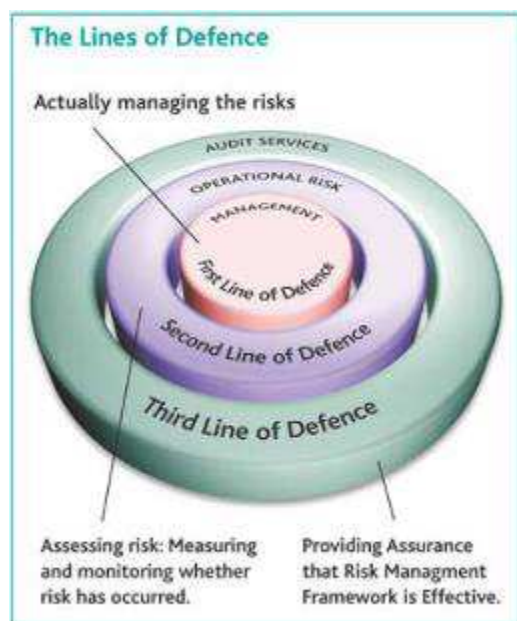 The Lines of Defence
Actually managing the risks
AUDIT SERVICES
OPERATIONAL RISK
MANAGEMENT
First Line of Defence
Second Line of Defence
Third Line of Defence
Assessing risk: Measuring
and monitoring whether
risk has occurred.
Providing Assurance
that Risk Managment
Framework is Effective.